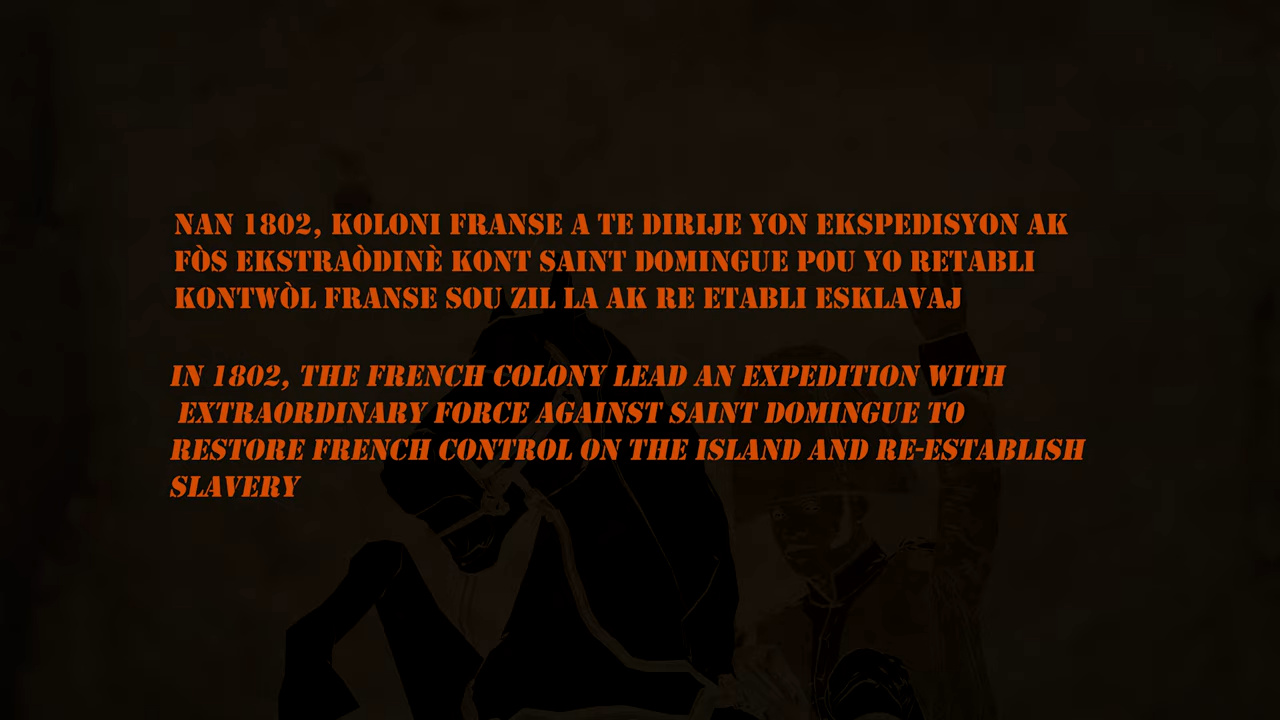 NAN 1802, KOLONI FRANSE A TE DIRIJE YON EKSPEDISYON AK
FÒS EKSTRAÒDINÈ KONT SAINT DOMINGUE POU YO RETABLI
KONTWÒL FRANSE SOU ZIL LA AK RE ETABLI ESKLAVAJ
IN 1802, THE FRENCH COLONY LEAD AN EXPEDITION WITH
EXTRAORDINARY FORCE AGAINST SAINT DOMINGUE TO
RESTORE FRENCH CONTROL ON THE ISLAND AND RE-ESTABLISH
SLAVERY